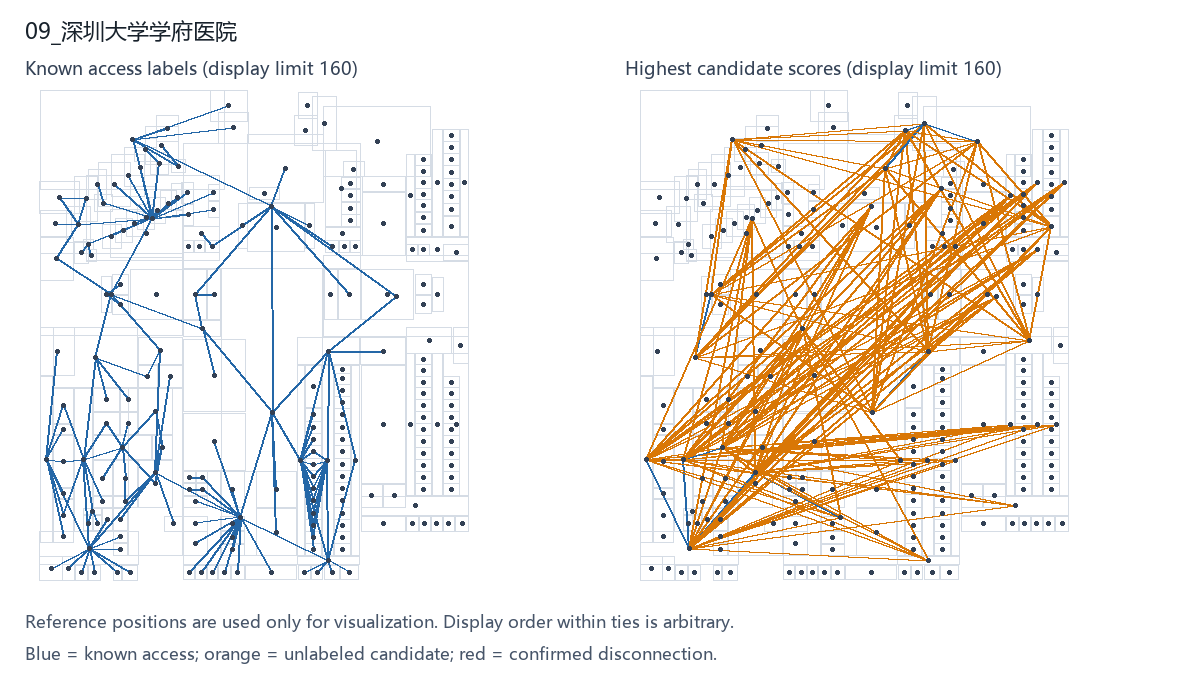 09_深圳大学学府医院
Known access labels (display limit 160)
Highest candidate scores (display limit 160)
Reference positions are used only for visualization. Display order within ties is arbitrary.
Blue = known access; orange = unlabeled candidate; red = confirmed disconnection.